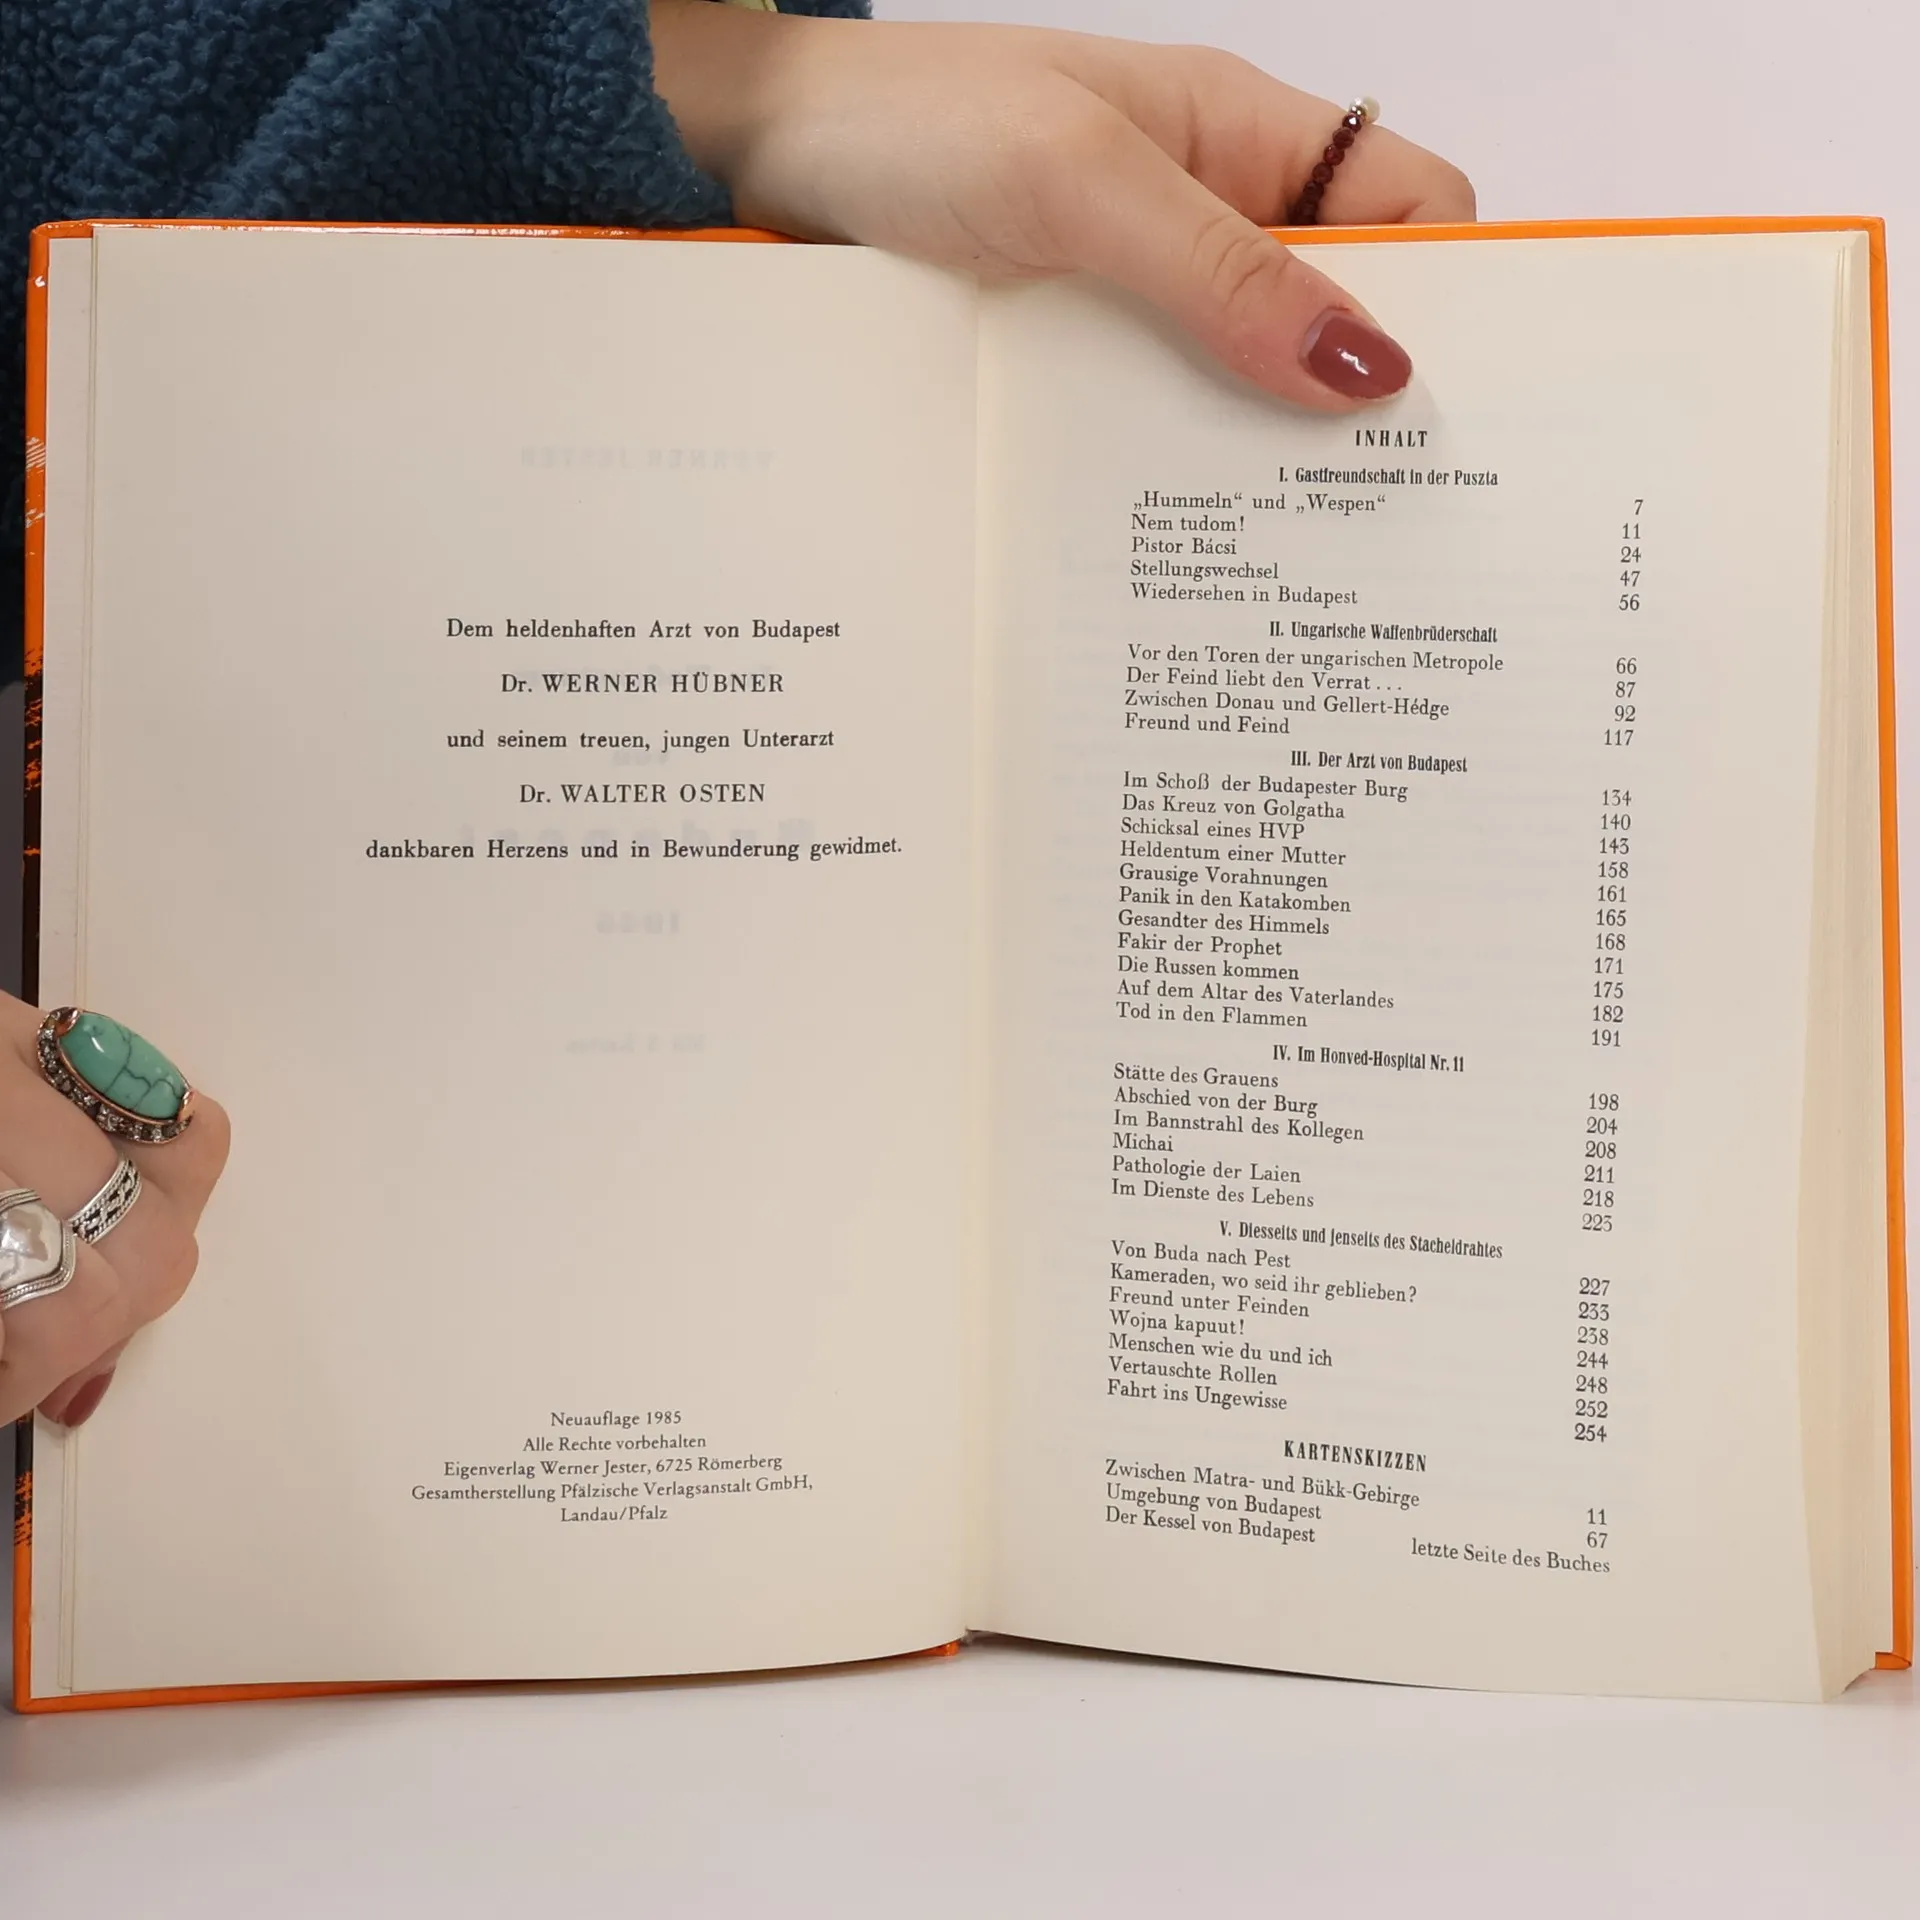 Dem heldenhaften Arzt von Budapest
Dr. WERNER HÜBNER
und seinem treuen, jungen Unterarzt
Dr. WALTER OSTEN
dankbaren Herzens und in Bewunderung gewidmet.
Neuauflage 1985
Alle Rechte vorbehalten
Eigenverlag Werner Jester, 6725 Römerberg
Gesamtherstellung Pfälzische Verlagsanstalt GmbH,
Landau/Pfalz
INHALT
I. Gastfreundschaft in der Puszta
„Hummeln“ und „Wespen“ 7
Nem tudom! 11
Pistor Bácsi 24
Stellungswechsel 47
Wiedersehen in Budapest 56
II. Ungarische Waffenbrüderschaft
Vor den Toren der ungarischen Metropole 66
Der Feind liebt den Verrat... 87
Zwischen Donau und Gellert-Hédge 92
Freund und Feind 117
III. Der Arzt von Budapest
Im Schoß der Budapester Burg 134
Das Kreuz von Golgatha 140
Schicksal eines HVP 143
Heldentum einer Mutter 158
Grausige Vorahnungen 161
Panik in den Katakomben 165
Gesandter des Himmels 168
Fakir der Prophet 171
Die Russen kommen 175
Auf dem Altar des Vaterlandes 182
Tod in den Flammen 191
IV. Im Honved-Hospital Nr. 11
Stätte des Grauens 198
Abschied von der Burg 204
Im Bannstrahl des Kollegen 208
Michai 211
Pathologie der Laien 218
Im Dienste des Lebens 223
V. Diesseits und jenseits des Stacheldrahtes
Von Buda nach Pest 227
Kameraden, wo seid ihr geblieben? 233
Freund unter Feinden 238
Wojna kapuut! 244
Menschen wie du und ich 248
Vertauschte Rollen 252
Fahrt ins Ungewisse 254
KARTENSKIZZEN
Zwischen Matra- und Bükk-Gebirge 11
Umgebung von Budapest 67
Der Kessel von Budapest letzte Seite des Buches